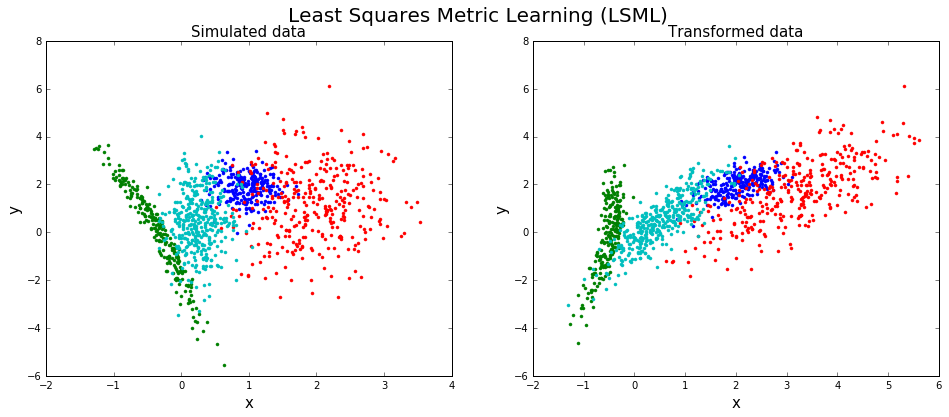 Least Squares Metric Learning (LSML)
Simulated data
8
6
4
2
0
−2
−4
−6
y
−2 −1 0 1 2 3 4
x
Transformed data
8
6
4
2
0
−2
−4
−6
y
−2 −1 0 1 2 3 4 5 6
x